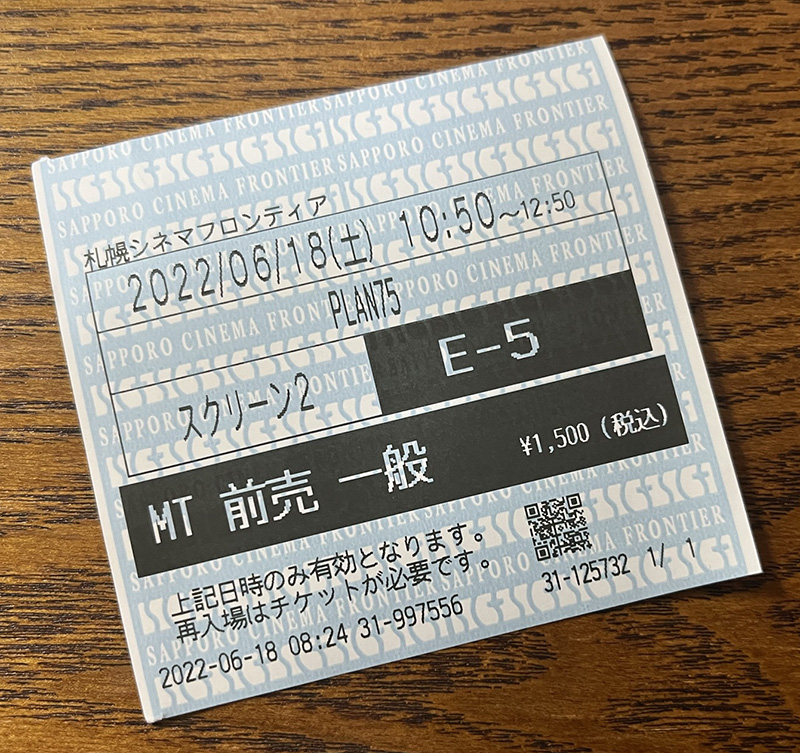 札幌シネマフロンティア
2022/06/18(土) 10:50～12:50
PLAN75
スクリーン2 E-5
MT 前売 一般 ¥1,500 (税込)
上記日時のみ有効となります。
再入場はチケットが必要です。
31-125732 1/ 1
2022-06-18 08:24 31-997556
SAPPORO CINEMA FRONTIER